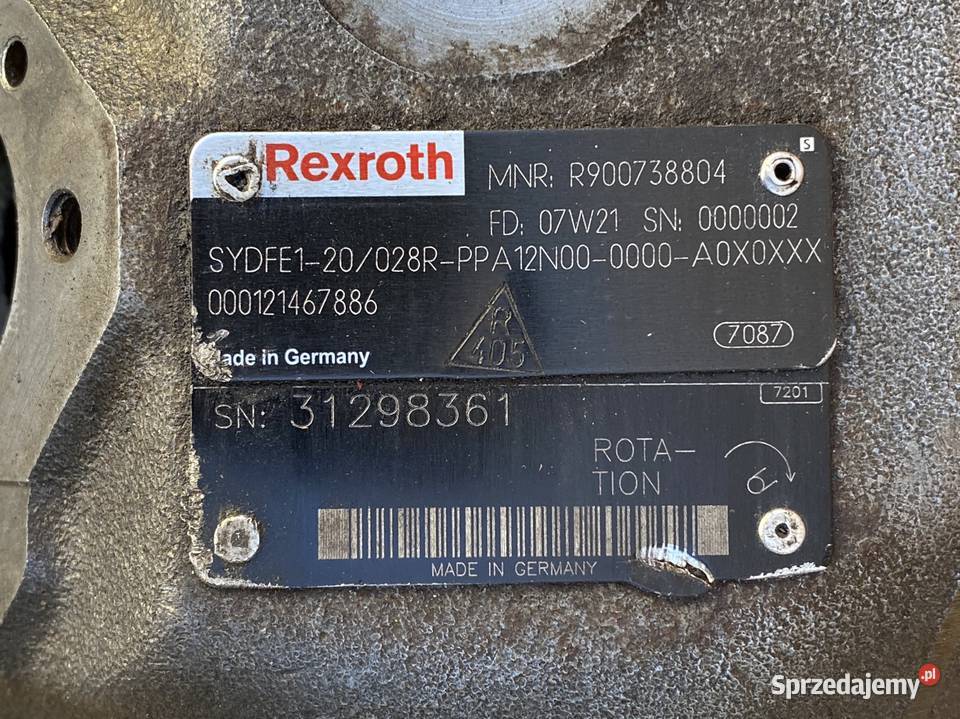 S
Rexroth
MNR: R900738804
FD: 07W21 SN: 0000002
SYDFE1-20/028R-PPA12N00-0000-A0X0XXX
000121467886
R
405
7087
ade in Germany
7201
SN: 31298361
ROTA-
TION
MADE IN GERMANY
Sprzedajemy.pl